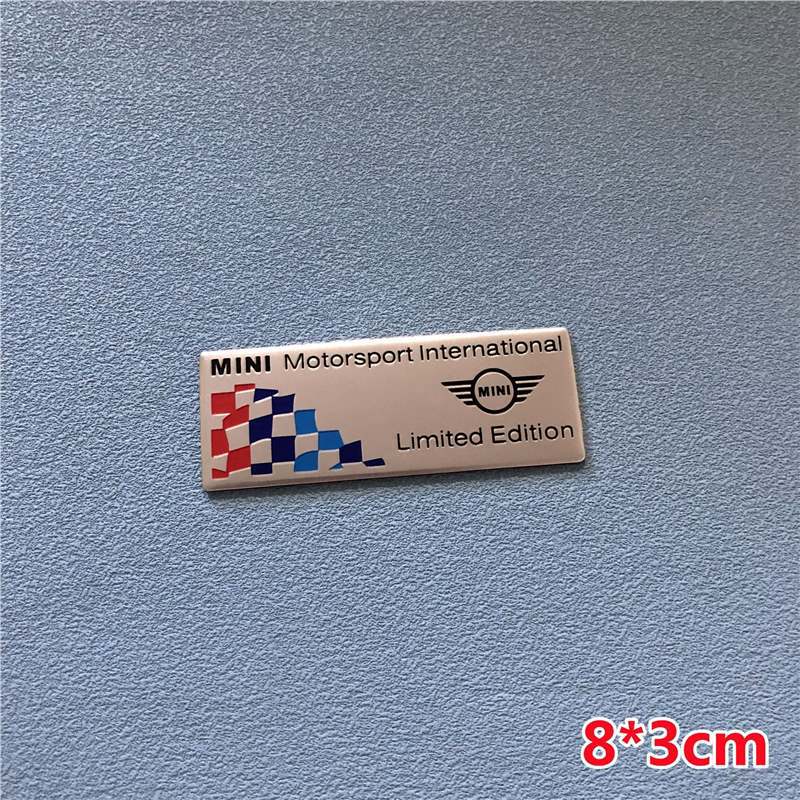 MINI Motorsport International
MINI
Limited Edition
8*3cm